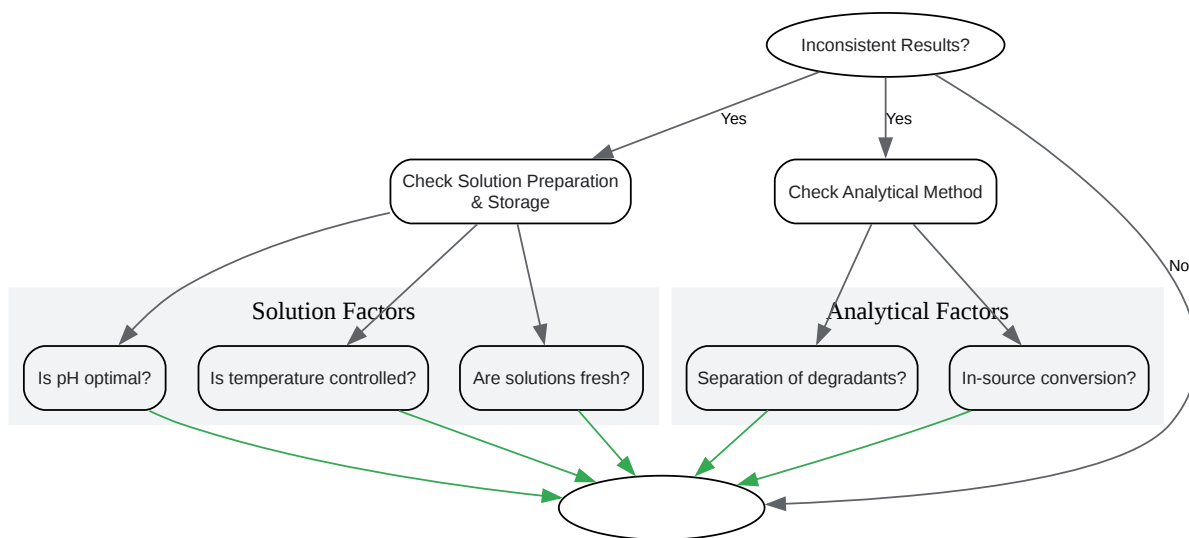 Inconsistent Results?
Yes
Yes
Check Solution Preparation
& Storage
Check Analytical Method
No
Solution Factors
Analytical Factors
Is pH optimal?
Is temperature controlled?
Are solutions fresh?
Separation of degradants?
In-source conversion?